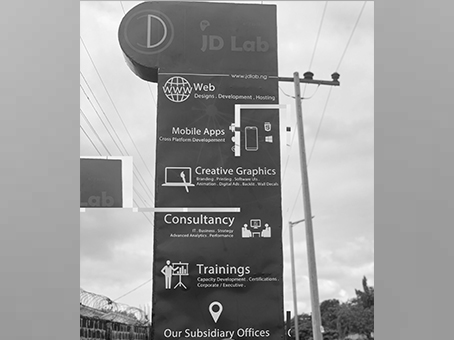 JD Lab
www.jdlab.ng
WWW
Web
Designs . Development . Hosting
Mobile Apps
Cross Platform Development
Creative Graphics
Branding . Printing . Software UIs .
Animation . Digital Ads . Backlit . Wall Decals
Lab
Consultancy
IT . Business . Strategy
Advanced Analytics . Performance
Trainings
Capacity Development . Certifications .
Corporate / Executive .
Our Subsidiary Offices